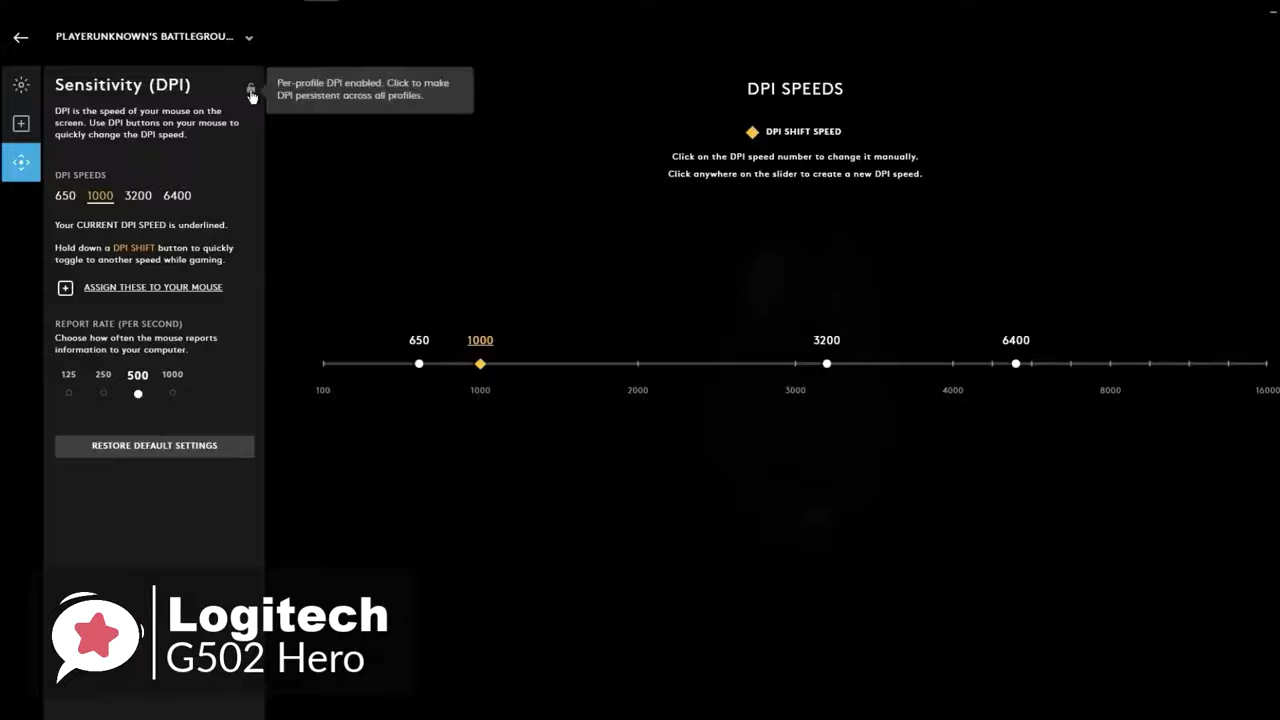 PLAYERUNKNOWN'S BATTLEGROU...
Sensitivity (DPI)
DPI is the speed of your mouse on the
screen. Use DPI buttons on your mouse to
quickly change the DPI speed.
Per-profile DPI enabled. Click to make
DPI persistent across all profiles.
DPI SPEEDS
650 1000 3200 6400
Your CURRENT DPI SPEED is underlined.
Hold down a DPI SHIFT button to quickly
toggle to another speed while gaming.
ASSIGN THESE TO YOUR MOUSE
REPORT RATE (PER SECOND)
Choose how often the mouse reports
information to your computer.
125 250 500 1000
RESTORE DEFAULT SETTINGS
DPI SPEEDS
DPI SHIFT SPEED
Click on the DPI speed number to change it manually.
Click anywhere on the slider to create a new DPI speed.
650 1000 3200 6400
100 1000 2000 3000 4000 8000 16000
Logitech
G502 Hero